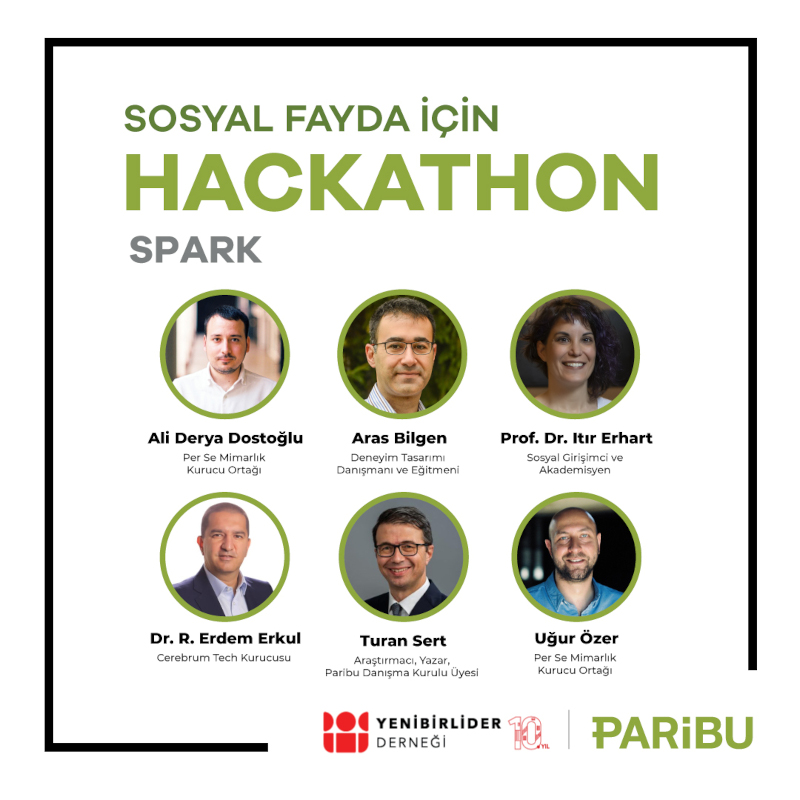 SOSYAL FAYDA İÇİN
HACKATHON
SPARK
Ali Derya Dostoğlu
Per Se Mimarlık
Kurucu Ortağı
Aras Bilgen
Deneyim Tasarımı
Danışmanı ve Eğitmeni
Prof. Dr. Itır Erhart
Sosyal Girişimci ve
Akademisyen
Dr. R. Erdem Erkul
Cerebrum Tech Kurucusu
Turan Sert
Araştırmacı, Yazar,
Paribu Danışma Kurulu Üyesi
Uğur Özer
Per Se Mimarlık
Kurucu Ortağı
YENİBİRLİDER
DERNEĞİ
10.
YIL
PARiBU